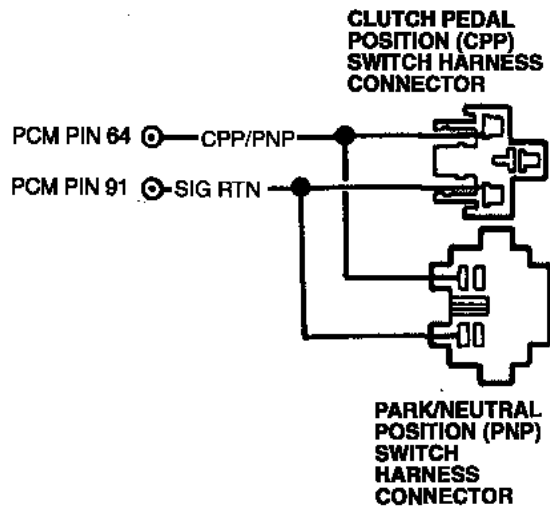 CLUTCH PEDAL
POSITION (CPP)
SWITCH HARNESS
CONNECTOR
PCM PIN 64 CPP/PNP
PCM PIN 91 SIG RTN
PARK/NEUTRAL
POSITION (PNP)
SWITCH
HARNESS
CONNECTOR